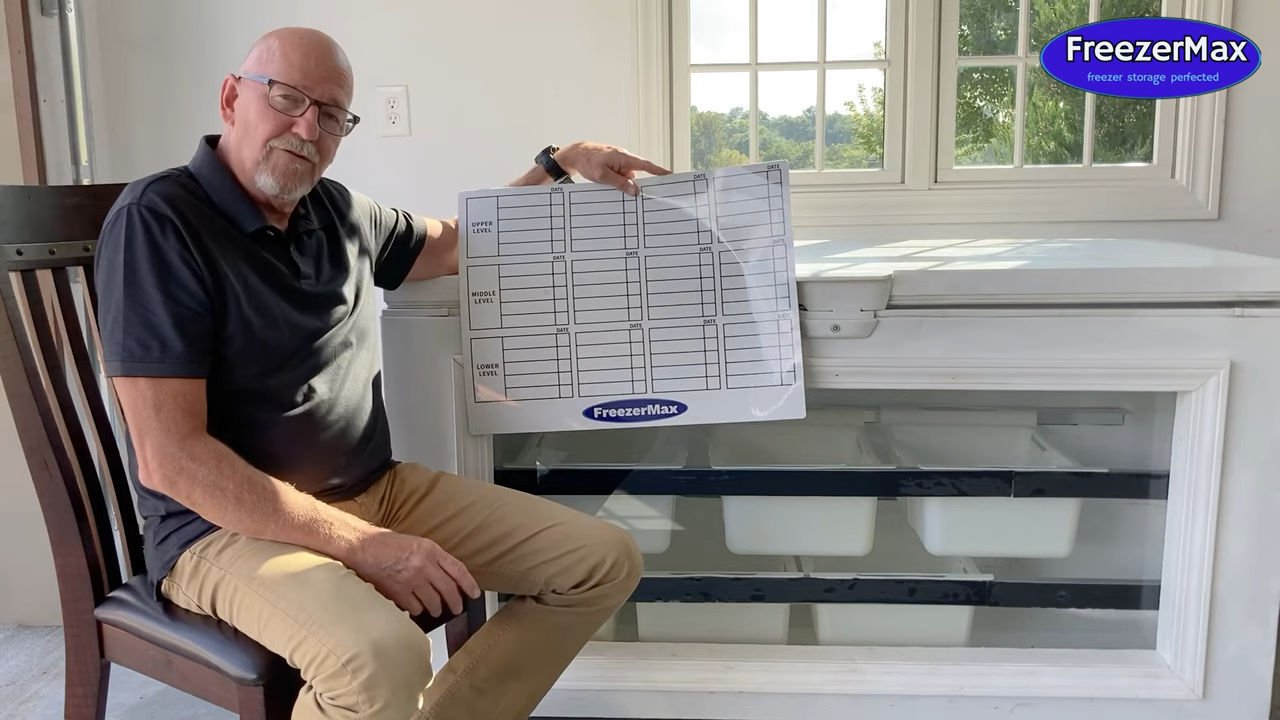 FreezerMax
freezer storage perfected
DATE DATE DATE DATE
UPPER
LEVEL
DATE DATE DATE DATE
MIDDLE
LEVEL
DATE DATE DATE DATE
LOWER
LEVEL
FreezerMax